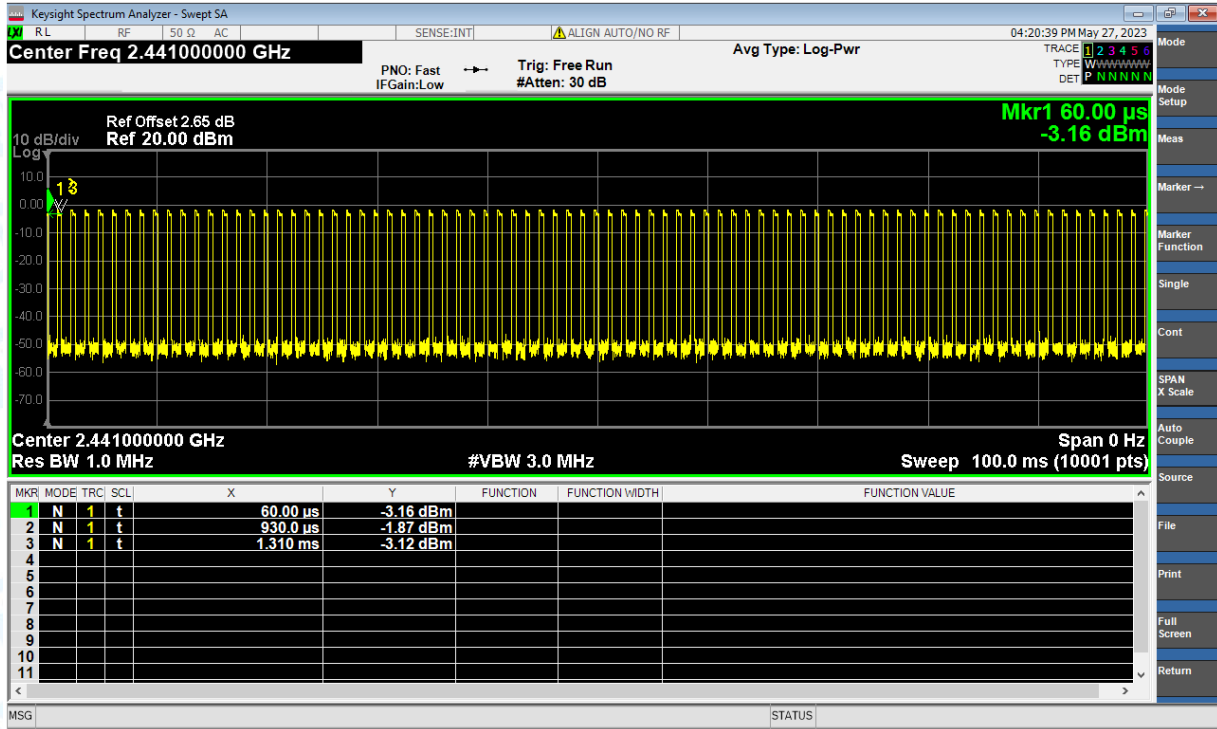 Keysight Spectrum Analyzer - Swept SA
LXI RL RF 50 Ω AC SENSE:INT ALIGN AUTO/NO RF 04:20:39 PM May 27, 2023
Center Freq 2.441000000 GHz Avg Type: Log-Pwr TRACE 1 2 3 4 5 6
PNO: Fast Trig: Free Run TYPE WWWWWW
IFGain:Low #Atten: 30 dB DET P N N N N N
Mkr1 60.00 µs
Ref Offset 2.65 dB
10 dB/div Ref 20.00 dBm -3.16 dBm
Log
10.0
1 3
0.00
-10.0
-20.0
-30.0
-40.0
-50.0
-60.0
-70.0
Center 2.441000000 GHz Span 0 Hz
Res BW 1.0 MHz #VBW 3.0 MHz Sweep 100.0 ms (10001 pts)
MKR MODE TRC SCL X Y FUNCTION FUNCTION WIDTH FUNCTION VALUE
1 N 1 t 60.00 µs -3.16 dBm
2 N 1 t 930.0 µs -1.87 dBm
3 N 1 t 1.310 ms -3.12 dBm
4
5
6
7
8
9
10
11
MSG STATUS
Mode
Mode
Setup
Meas
Marker →
Marker
Function
Single
Cont
SPAN
X Scale
Auto
Couple
Source
File
Print
Full
Screen
Return